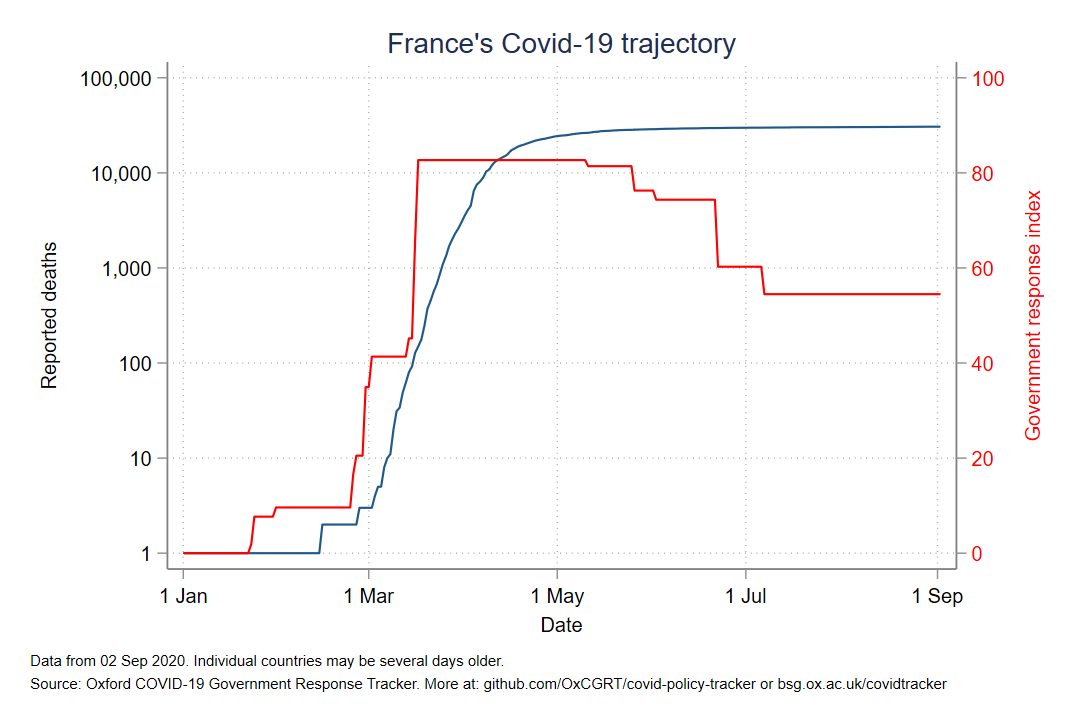 France's Covid-19 trajectory
100,000
10,000
1,000
100
10
1
Reported deaths
100
80
60
40
20
0
Government response index
1 Jan
1 Mar
1 May
1 Jul
1 Sep
Date
Data from 02 Sep 2020. Individual countries may be several days older.
Source: Oxford COVID-19 Government Response Tracker. More at: github.com/OxCGRT/covid-policy-tracker or bsg.ox.ac.uk/covidtracker